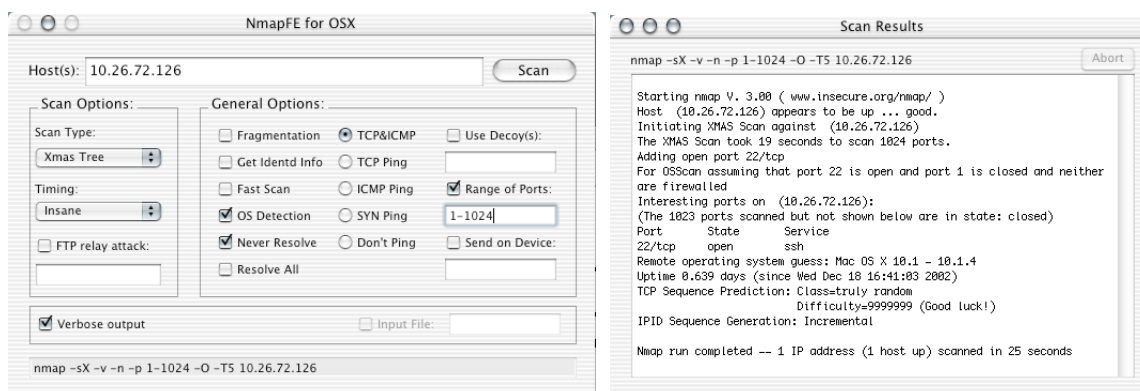 NmapFE for OSX
Host(s): 10.26.72.126 Scan
Scan Options:
Scan Type:
Xmas Tree
Timing:
Insane
FTP relay attack:
General Options:
Fragmentation TCP&ICMP Use Decoy(s):
Get Identd Info TCP Ping
Fast Scan ICMP Ping Range of Ports:
OS Detection SYN Ping 1-1024
Never Resolve Don't Ping Send on Device:
Resolve All
Verbose output Input File:
nmap -sX -v -n -p 1-1024 -O -T5 10.26.72.126
Scan Results
nmap -sX -v -n -p 1-1024 -O -T5 10.26.72.126 Abort
Starting nmap V. 3.00 ( www.insecure.org/nmap/ )
Host (10.26.72.126) appears to be up ... good.
Initiating XMAS Scan against (10.26.72.126)
The XMAS Scan took 19 seconds to scan 1024 ports.
Adding open port 22/tcp
For OSScan assuming that port 22 is open and port 1 is closed and neither
are firewalled
Interesting ports on (10.26.72.126):
(The 1023 ports scanned but not shown below are in state: closed)
Port State Service
22/tcp open ssh
Remote operating system guess: Mac OS X 10.1 - 10.1.4
Uptime 0.639 days (since Wed Dec 18 16:41:03 2002)
TCP Sequence Prediction: Class=truly random
Difficulty=9999999 (Good luck!)
IPID Sequence Generation: Incremental
Nmap run completed -- 1 IP address (1 host up) scanned in 25 seconds